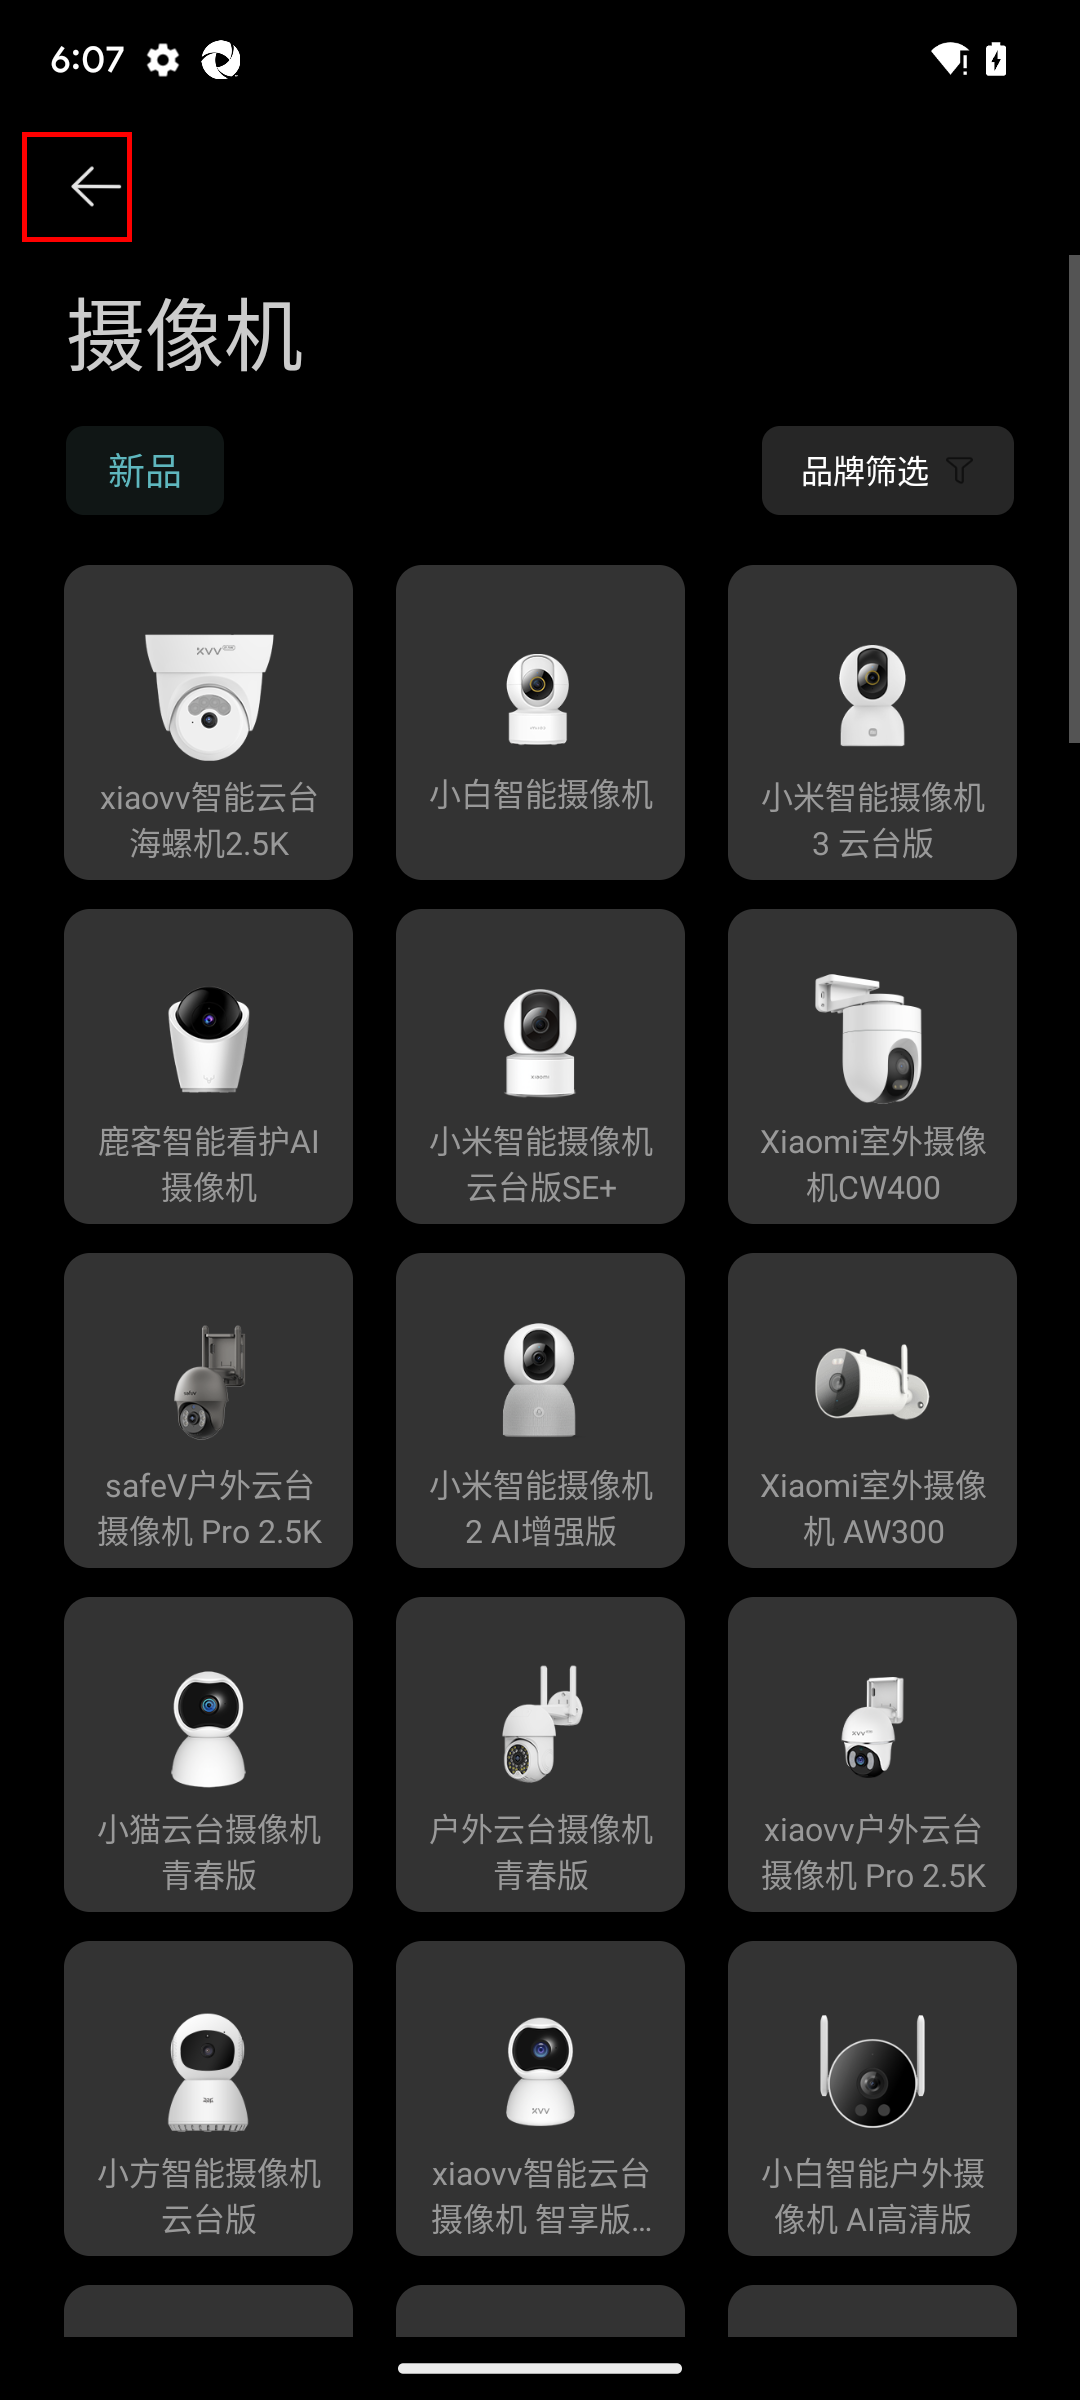 6:07
摄像机
新品
品牌筛选
xiaovv智能云台
海螺机2.5K
小白智能摄像机
小米智能摄像机
3 云台版
鹿客智能看护AI
摄像机
小米智能摄像机
云台版SE+
Xiaomi室外摄像
机CW400
safeV户外云台
摄像机 Pro 2.5K
小米智能摄像机
2 AI增强版
Xiaomi室外摄像
机 AW300
小猫云台摄像机
青春版
户外云台摄像机
青春版
xiaovv户外云台
摄像机 Pro 2.5K
小方智能摄像机
云台版
xiaovv智能云台
摄像机 智享版...
小白智能户外摄
像机 AI高清版